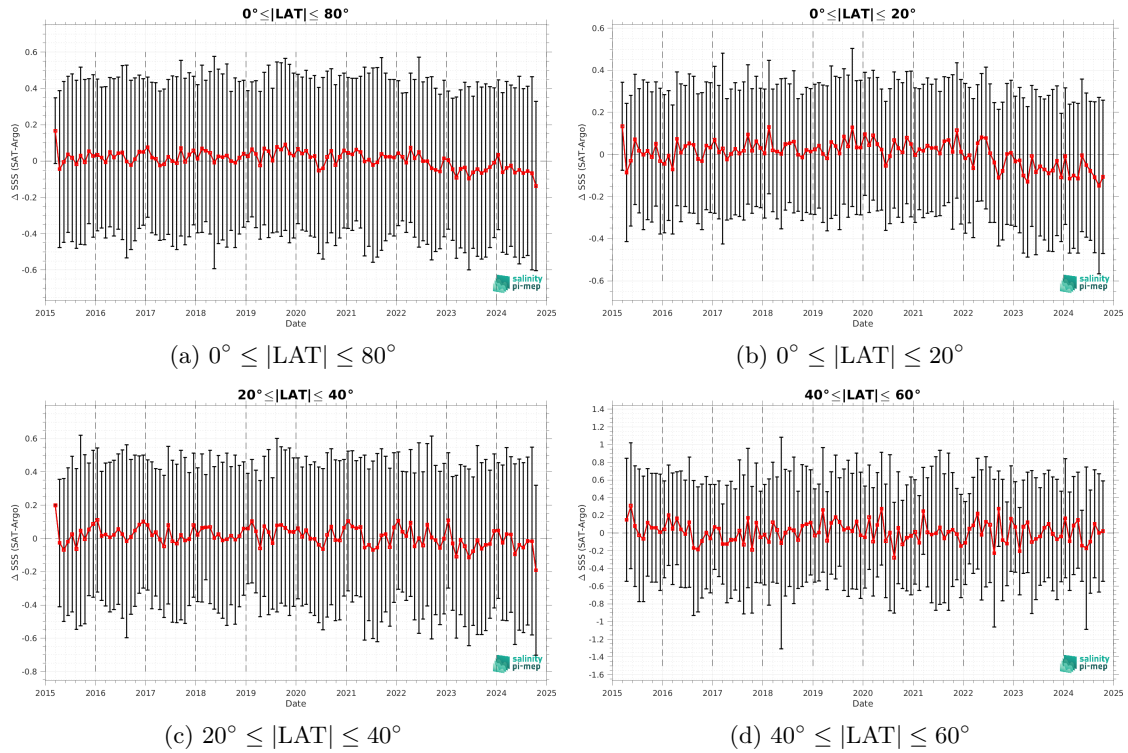 0°≤|LAT|≤ 80°
0.6
0.4
0.2
0
-0.2
-0.4
-0.6
Δ SSS (SAT-Argo)
salinity
pi-mep
2015 2016 2017 2018 2019 2020 2021 2022 2023 2024 2025
Date
(a) 0° ≤ |LAT| ≤ 80°
0°≤|LAT|≤ 20°
0.6
0.4
0.2
0
-0.2
-0.4
-0.6
Δ SSS (SAT-Argo)
salinity
pi-mep
2015 2016 2017 2018 2019 2020 2021 2022 2023 2024 2025
Date
(b) 0° ≤ |LAT| ≤ 20°
20°≤|LAT|≤ 40°
0.6
0.4
0.2
0
-0.2
-0.4
-0.6
-0.8
Δ SSS (SAT-Argo)
salinity
pi-mep
2015 2016 2017 2018 2019 2020 2021 2022 2023 2024 2025
Date
(c) 20° ≤ |LAT| ≤ 40°
40°≤|LAT|≤ 60°
1.4
1.2
1
0.8
0.6
0.4
0.2
0
-0.2
-0.4
-0.6
-0.8
-1
-1.2
-1.4
-1.6
Δ SSS (SAT-Argo)
salinity
pi-mep
2015 2016 2017 2018 2019 2020 2021 2022 2023 2024 2025
Date
(d) 40° ≤ |LAT| ≤ 60°